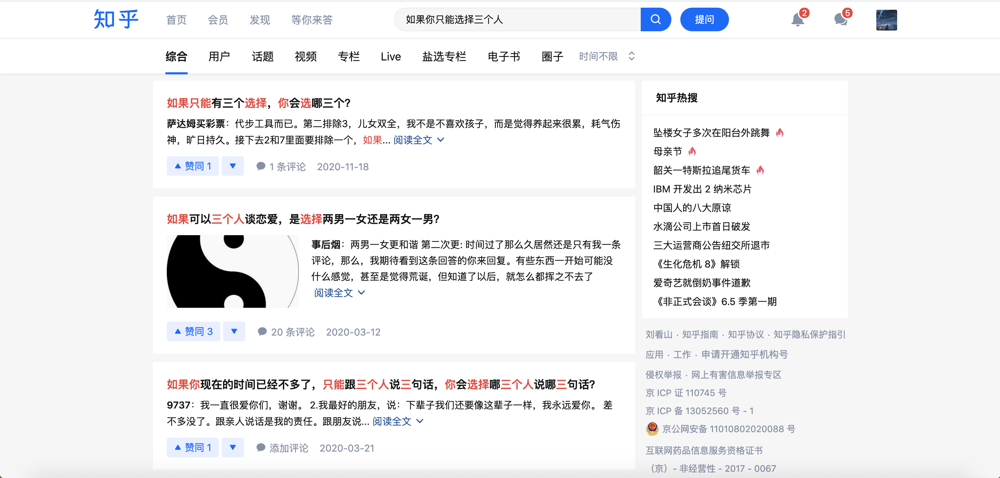 知乎
首页 会员 发现 等你来答
如果你只能选择三个人
提问
2
5
综合 用户 话题 视频 专栏 Live 盐选专栏 电子书 圈子 时间不限
如果只能有三个选择，你会选哪三个?
萨达姆买彩票：代步工具而已。第二排除3，儿女双全，我不是不喜欢孩子，而是觉得养起来很累，耗气伤
神，旷日持久。接下去2和7里面要排除一个，如果... 阅读全文
赞同 1
1 条评论 2020-11-18
如果可以三个人谈恋爱，是选择两男一女还是两女一男?
事后烟：两男一女更和谐 第二次更: 时间过了那么久居然还是只有我一条
评论，那么，我期待看到这条回答的你来回复。有些东西一开始可能没
什么感觉，甚至是觉得荒诞，但知道了以后，就怎么都挥之不去了
阅读全文
赞同 3
20 条评论 2020-03-12
如果你现在的时间已经不多了，只能跟三个人说三句话，你会选择哪三个人说哪三句话?
9737：我一直很爱你们，谢谢。 2.我最好的朋友，说：下辈子我们还要像这辈子一样，我永远爱你。 差
不多没了。跟亲人说话是我的责任。跟朋友说... 阅读全文
赞同 1
添加评论 2020-03-21
知乎热搜
坠楼女子多次在阳台外跳舞
母亲节
韶关一特斯拉追尾货车
IBM 开发出 2 纳米芯片
中国人的八大原谅
水滴公司上市首日破发
三大运营商公告纽交所退市
《生化危机 8》解锁
爱奇艺就倒奶事件道歉
《非正式会谈》6.5 季第一期
刘看山 · 知乎指南 · 知乎协议 · 知乎隐私保护指引
应用 · 工作 · 申请开通知乎机构号
侵权举报 · 网上有害信息举报专区
京 ICP 证 110745 号
京 ICP 备 13052560 号 - 1
京公网安备 11010802020088 号
互联网药品信息服务资格证书
（京）- 非经营性 - 2017 - 0067